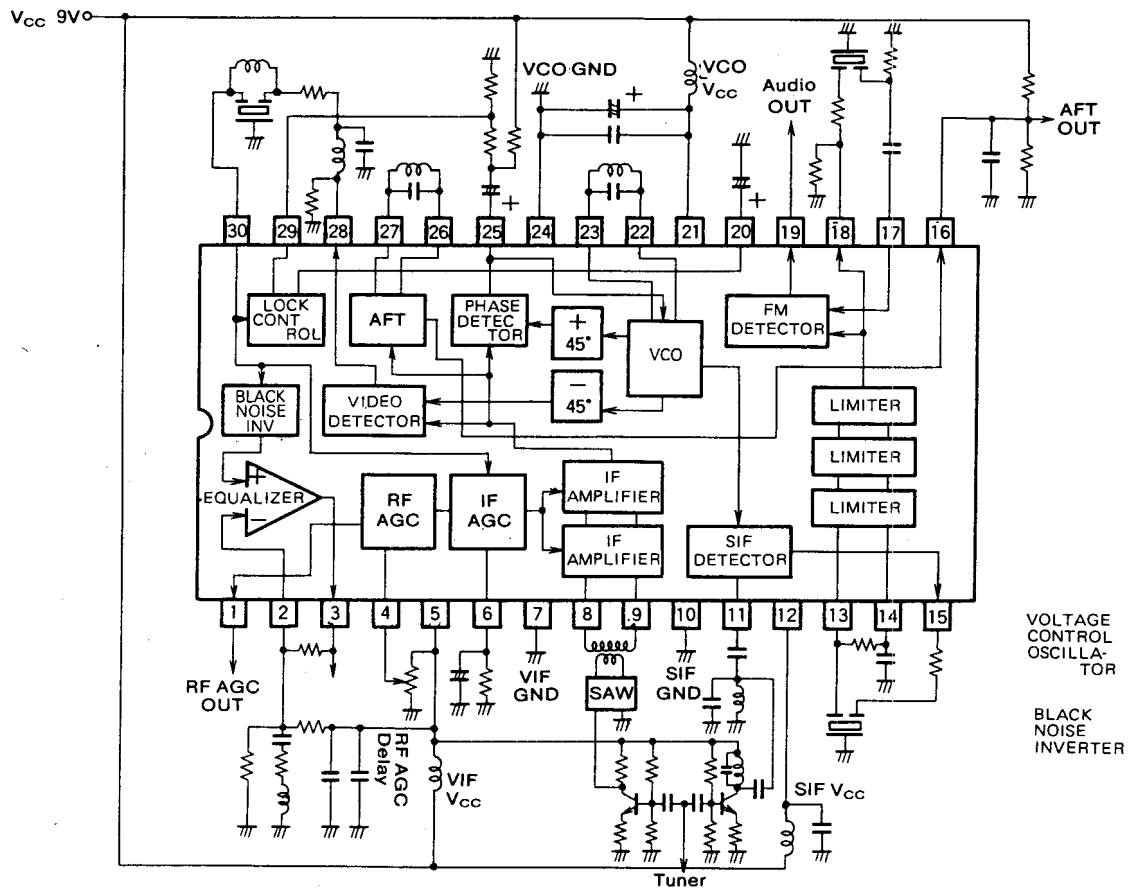 Vcc 9V
VCO GND
VCO
Vcc
Audio
OUT
AFT
OUT
+
+
+
30
29
28
27
26
25
24
23
22
21
20
19
18
17
16
LOCK
CONT
ROL
AFT
PHASE
DETEC
TOR
+
45°
VCO
FM
DETECTOR
BLACK
NOISE
INV
VIDEO
DETECTOR
−
45°
LIMITER
LIMITER
LIMITER
+
EQUALIZER
−
RF
AGC
IF
AGC
IF
AMPLIFIER
IF
AMPLIFIER
SIF
DETECTOR
1
2
3
4
5
6
7
8
9
10
11
12
13
14
15
RF AGC
OUT
VIF
GND
SIF
GND
SAW
RF AGC
Delay
VIF
Vcc
SIF Vcc
Tuner
VOLTAGE
CONTROL
OSCILLA-
TOR
BLACK
NOISE
INVERTER